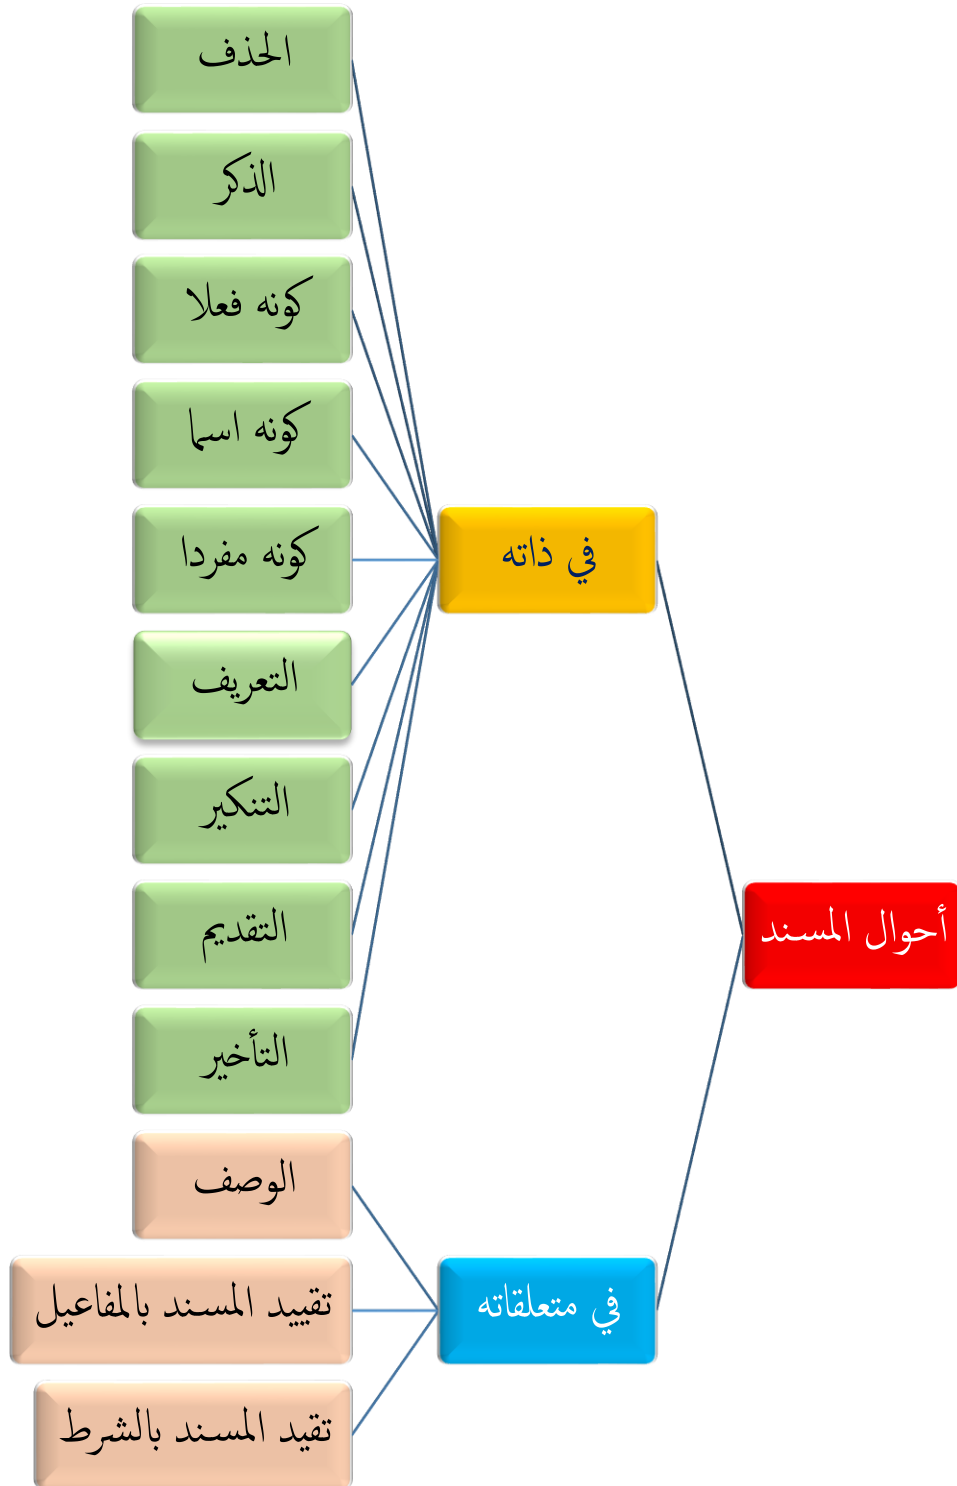 أحوال المسند
في ذاته
الحذف
الذكر
كونه فعلا
كونه اسما
كونه مفردا
التعريف
التنكير
التقديم
التأخير
في متعلقاته
الوصف
تقييد المسند بالمفاعيل
تقيد المسند بالشرط